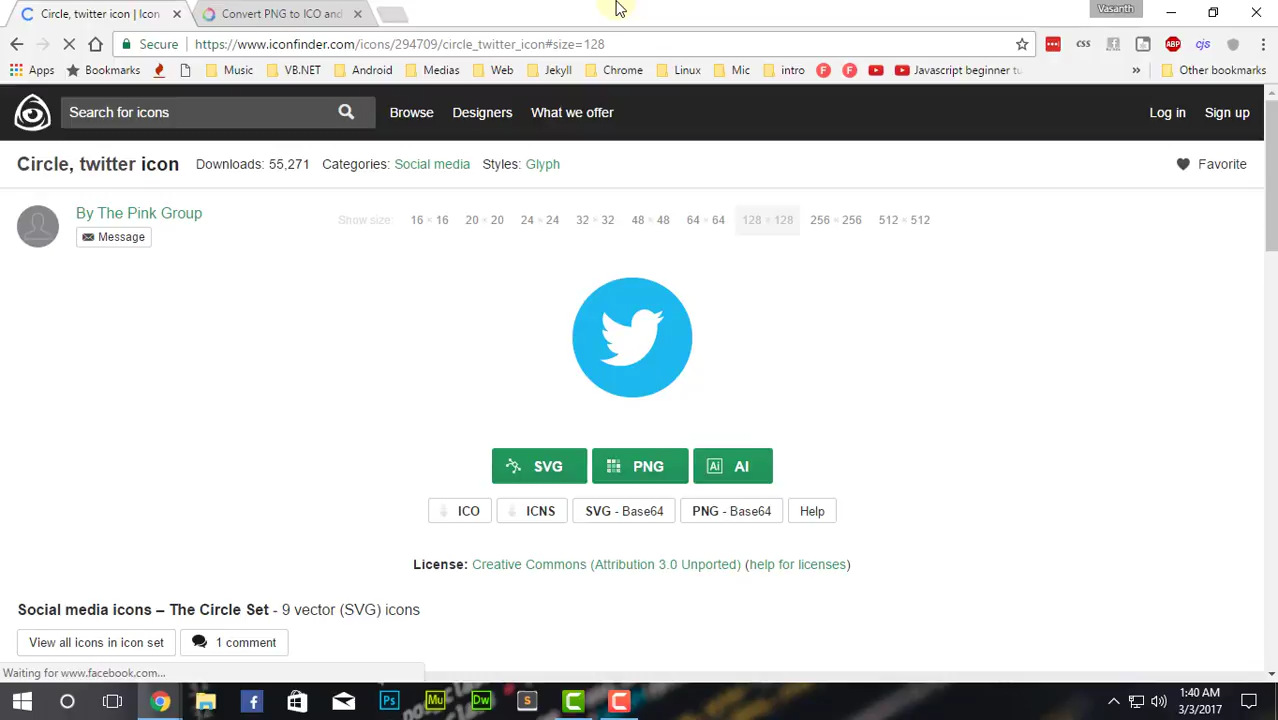 Circle, twitter icon | Icon
Convert PNG to ICO and
Vasanth
Secure https://www.iconfinder.com/icons/294709/circle_twitter_icon#size=128
css ABP cjs
Apps Bookmarks Music VB.NET Android Medias Web Jekyll Chrome Linux Mic intro Javascript beginner tu » Other bookmarks
Search for icons Browse Designers What we offer Log in Sign up
Circle, twitter icon Downloads: 55,271 Categories: Social media Styles: Glyph Favorite
By The Pink Group
Message
Show size: 16 × 16 20 × 20 24 × 24 32 × 32 48 × 48 64 × 64 128 × 128 256 × 256 512 × 512
SVG PNG Ai AI
ICO ICNS SVG - Base64 PNG - Base64 Help
License: Creative Commons (Attribution 3.0 Unported) (help for licenses)
Social media icons – The Circle Set - 9 vector (SVG) icons
View all icons in icon set 1 comment
Waiting for www.facebook.com...
Ps Mu Dw S
1:40 AM
3/3/2017